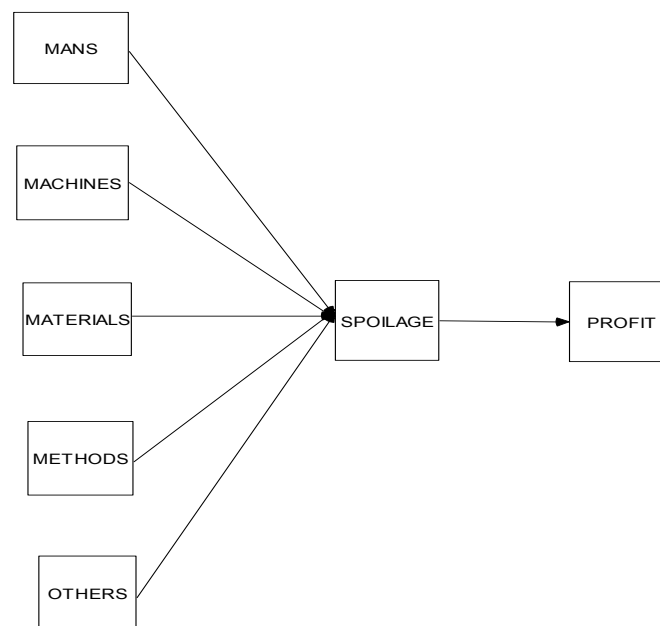 MANS
MACHINES
MATERIALS
SPOILAGE
PROFIT
METHODS
OTHERS